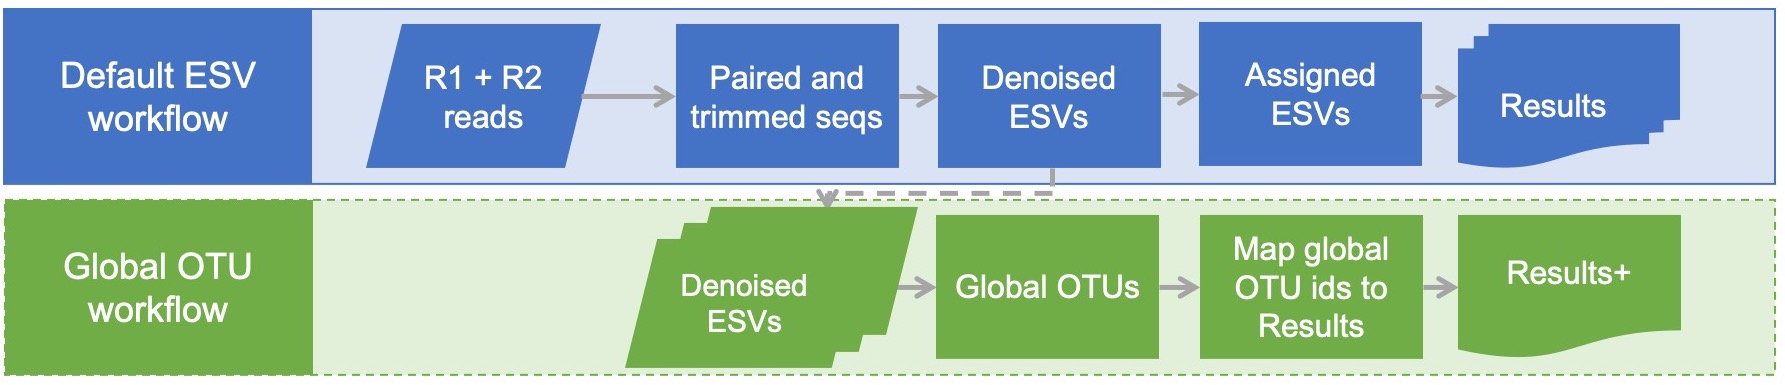 Default ESV
workflow
R1 + R2
reads
Paired and
trimmed seqs
Denoised
ESVs
Assigned
ESVs
Results
Global OTU
workflow
Denoised
ESVs
Global OTUs
Map global
OTU ids to
Results
Results+